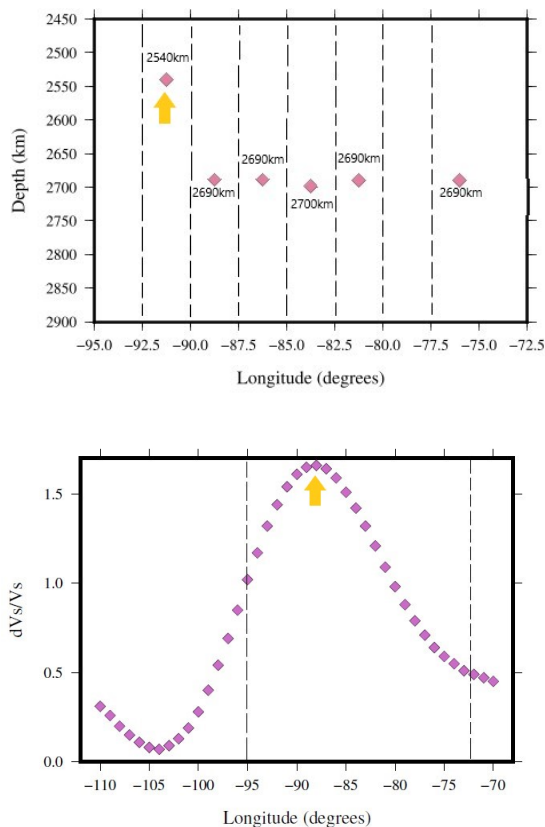 2450
2500
2550
2600
2650
2700
2750
2800
2850
2900
Depth (km)
2540km
2690km
2690km
2700km
2690km
2690km
−95.0 −92.5 −90.0 −87.5 −85.0 −82.5 −80.0 −77.5 −75.0 −72.5
Longitude (degrees)
1.5
1.0
0.5
0.0
dVs/Vs
−110 −105 −100 −95 −90 −85 −80 −75 −70
Longitude (degrees)